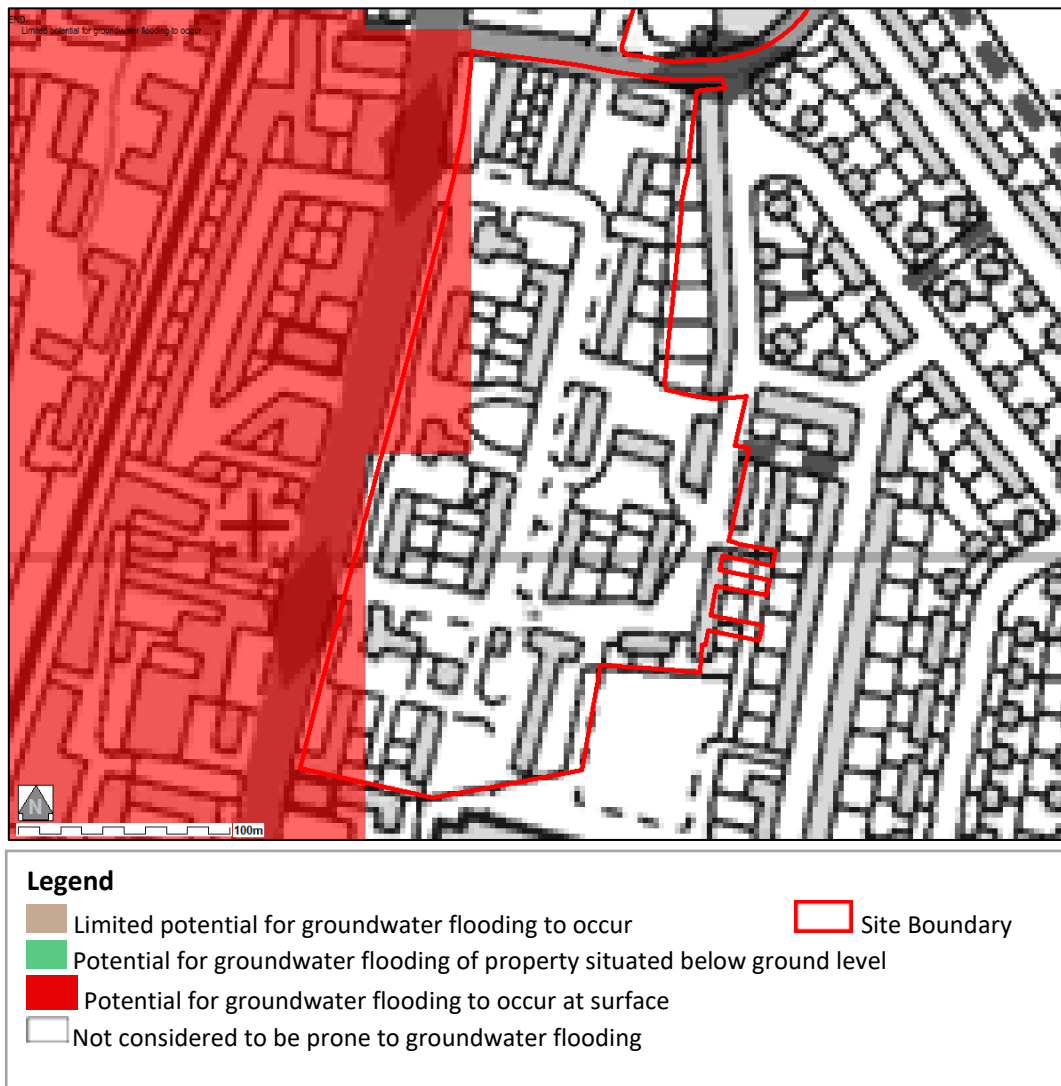 END
Limited potential for groundwater flooding to occur
N
100m
Legend
Limited potential for groundwater flooding to occur
Site Boundary
Potential for groundwater flooding of property situated below ground level
Potential for groundwater flooding to occur at surface
Not considered to be prone to groundwater flooding